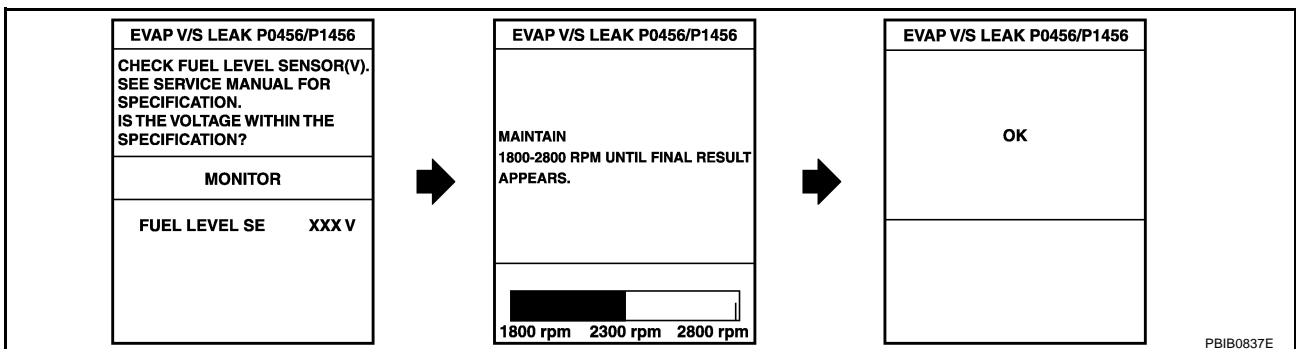 EVAP V/S LEAK P0456/P1456
CHECK FUEL LEVEL SENSOR(V).
SEE SERVICE MANUAL FOR
SPECIFICATION.
IS THE VOLTAGE WITHIN THE
SPECIFICATION?
MONITOR
FUEL LEVEL SE XXX V
EVAP V/S LEAK P0456/P1456
MAINTAIN
1800-2800 RPM UNTIL FINAL RESULT
APPEARS.
1800 rpm 2300 rpm 2800 rpm
EVAP V/S LEAK P0456/P1456
OK
PBIB0837E